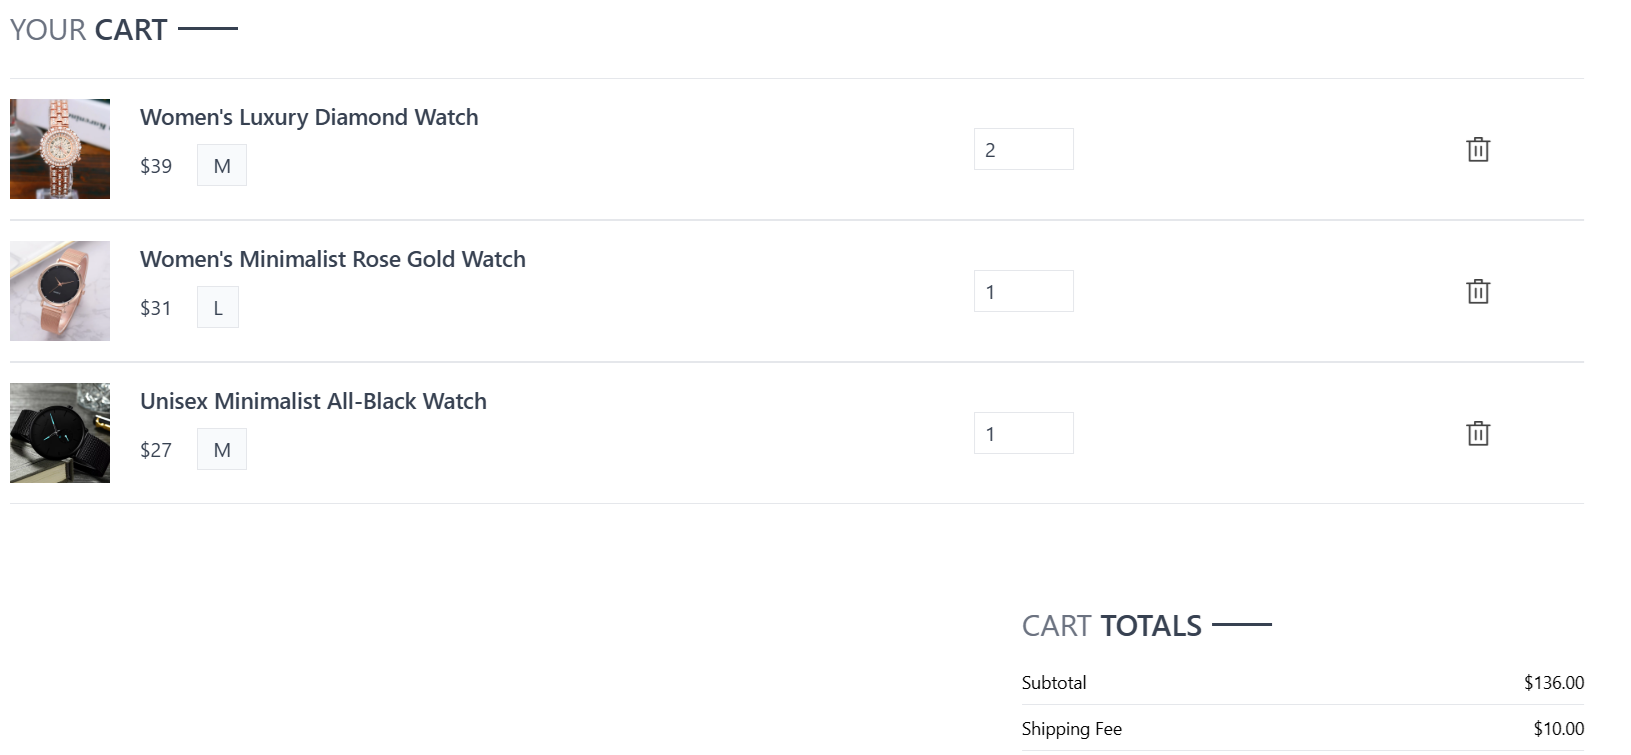 YOUR CART
Women's Luxury Diamond Watch
$39 M
2
Women's Minimalist Rose Gold Watch
$31 L
1
Unisex Minimalist All-Black Watch
$27 M
1
CART TOTALS
Subtotal $136.00
Shipping Fee $10.00